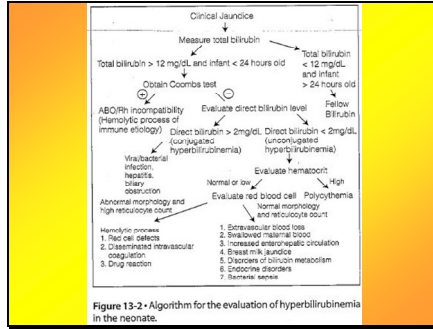 Clinical Jaundice
Measure total bilirubin
Total bilirubin > 12 mg/dL and infant < 24 hours old
Total bilirubin
< 12 mg/dL
and infant
> 24 hours old
Obtain Coombs test
+
-
Fellow
Bilirubin
ABO/Rh incompatibility
(Hemolytic process of
immune etiology)
Evaluate direct bilirubin level
Direct bilirubin > 2mg/dL
(conjugated
hyperbilirubinemia)
Direct bilirubin < 2mg/dL
(unconjugated
hyperbilirubinemia)
Viral/bacterial
infection,
hepatitis,
biliary
obstruction
Evaluate hematocrit
Normal or low
High
Evaluate red blood cell
Polycythemia
Abnormal morphology and
high reticulocyte count
Normal morphology
and reticulocyte count
Hemolytic process
1. Red cell defects
2. Disseminated intravascular
coagulation
3. Drug reaction
1. Extravascular blood loss
2. Swallowed maternal blood
3. Increased enterohepatic circulation
4. Breast milk jaundice
5. Disorders of bilirubin metabolism
6. Endocrine disorders
7. Bacterial sepsis
Figure 13-2 • Algorithm for the evaluation of hyperbilirubinemia
in the neonate.